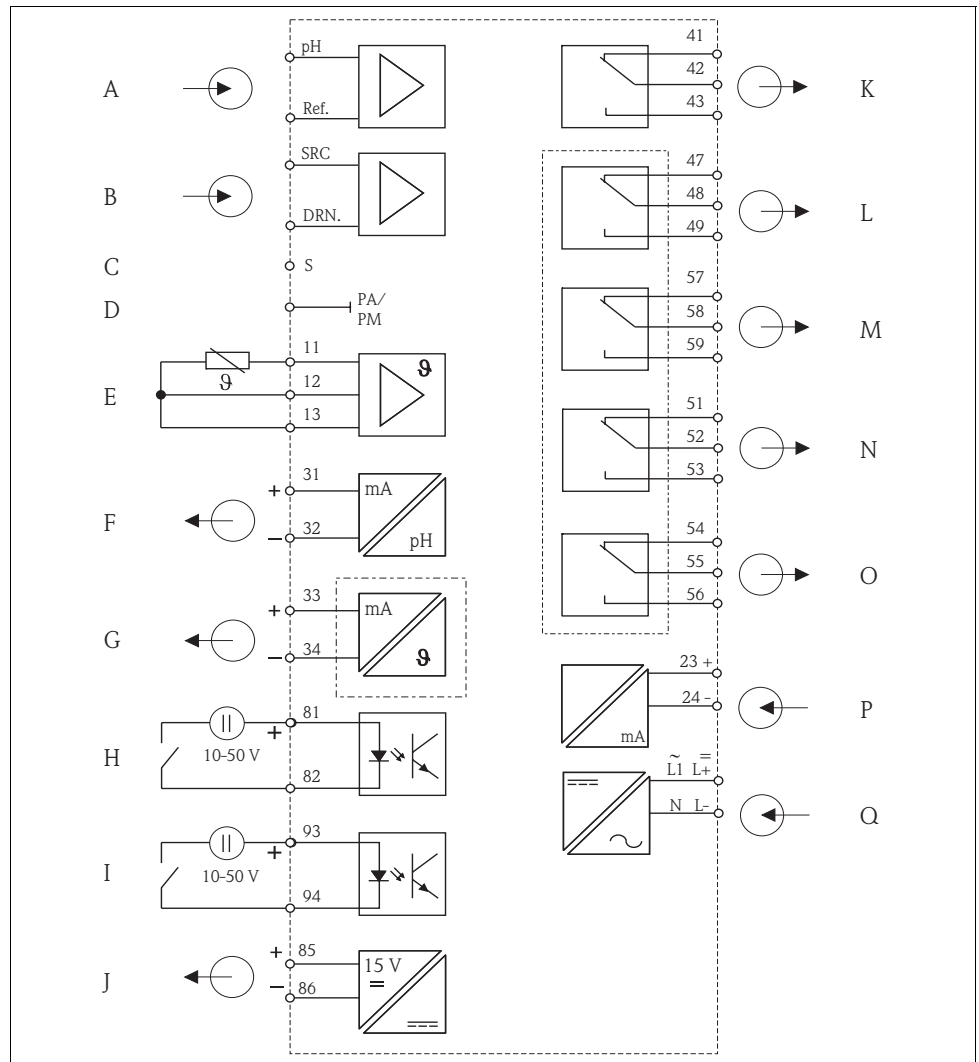 A
pH
Ref.
B
SRC
DRN.
C
S
D
PA/
PM
E
ϑ
11
12
13
ϑ
F
+
31
− 32
mA
pH
G
+
33
− 34
mA
ϑ
H
10-50 V
+
81
82
I
10-50 V
+
93
94
J
+ 85
− 86
15 V
=
41
42
43
K
47
48
49
L
57
58
59
M
51
52
53
N
54
55
56
O
23 +
24 -
mA
P
~ =
L1 L+
N L-
Q